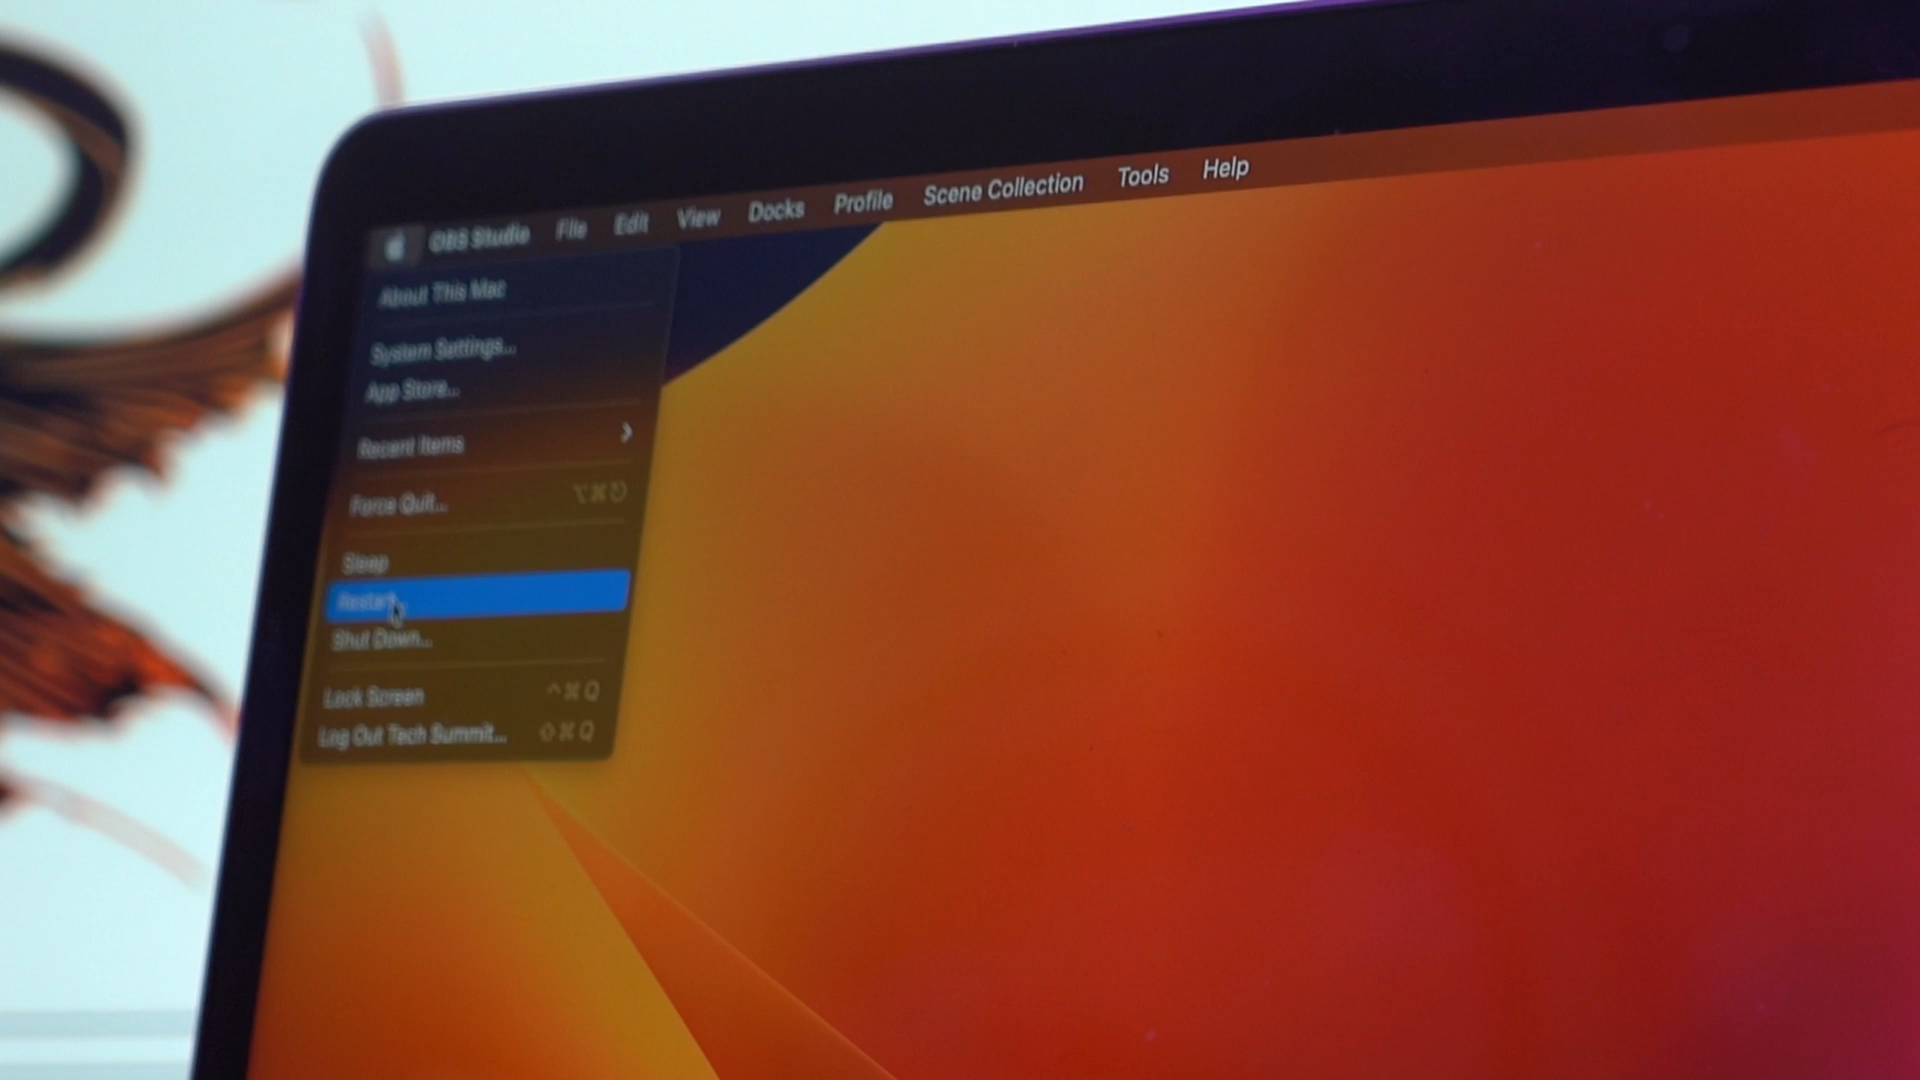 OBS Studio File Edit View Docks Profile Scene Collection Tools Help
About This Mac
System Settings...
App Store...
Recent Items
Force Quit... ⌥⌘
Sleep
Restart...
Shut Down...
Lock Screen ^⌘Q
Log Out Tech Summit... ⇧⌘Q